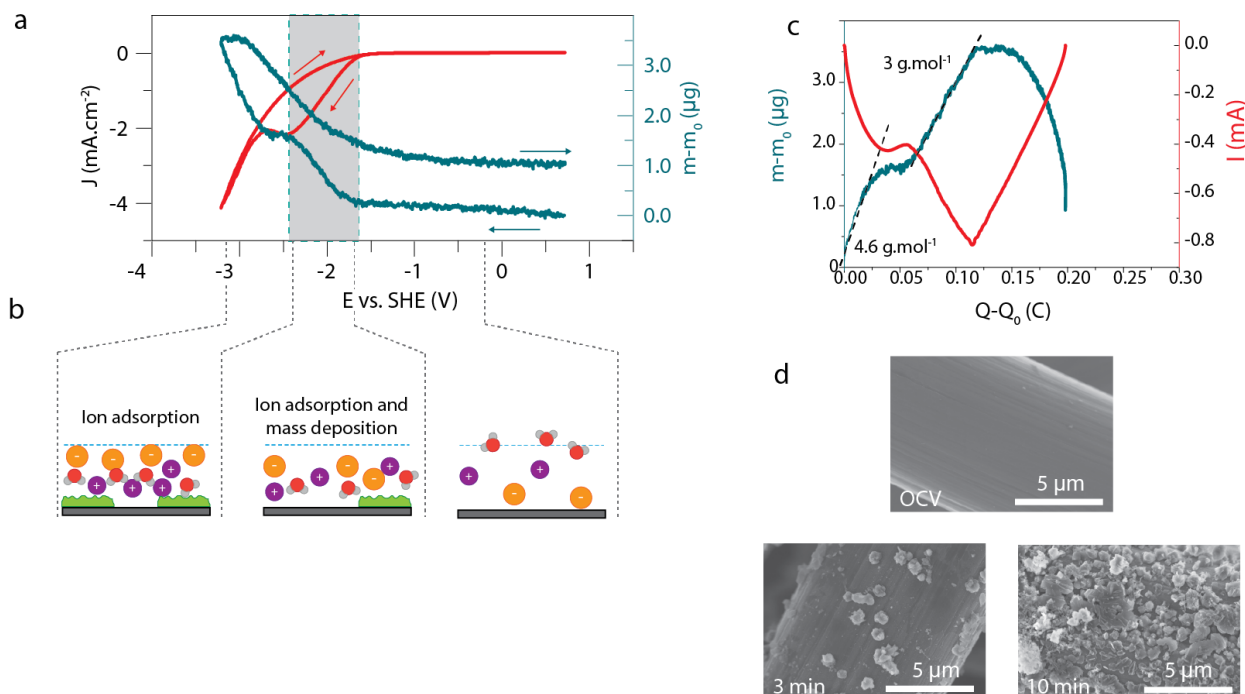 a
0
-2
-4
J (mA.cm⁻²)
3.0
2.0
1.0
0.0
m-m₀ (µg)
-4
-3
-2
-1
0
1
E vs. SHE (V)
b
Ion adsorption
Ion adsorption and
mass deposition
-
-
-
-
+
+
+
+
+
-
-
-
+
+
+
+
+
-
-
c
3 g.mol⁻¹
4.6 g.mol⁻¹
3.0
2.0
1.0
0
m-m₀ (µg)
0.0
-0.2
-0.4
-0.6
-0.8
I (mA)
0.00
0.05
0.10
0.15
0.20
0.30
Q-Q₀ (C)
d
5 µm
OCV
5 µm
3 min
5 µm
10 min